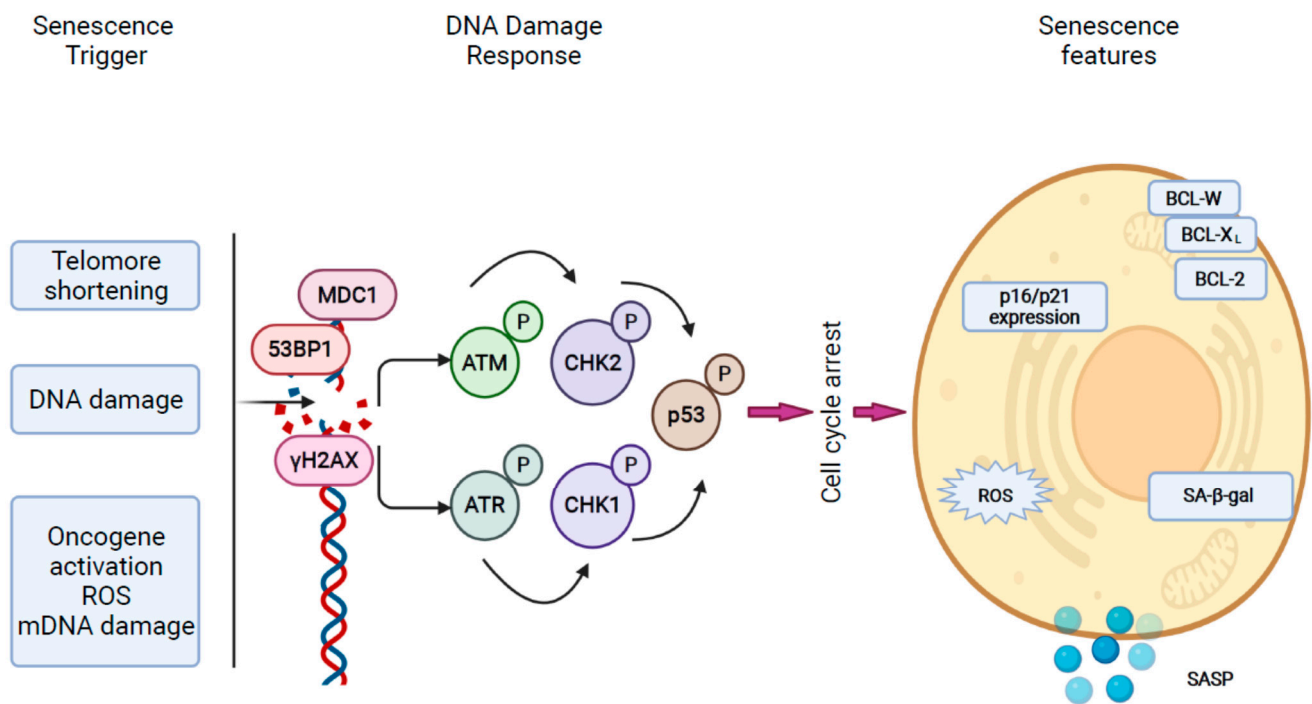 Senescence
Trigger
DNA Damage
Response
Senescence
features
Telomore
shortening
DNA damage
Oncogene
activation
ROS
mDNA damage
MDC1
53BP1
γH2AX
ATM
P
CHK2
P
ATR
P
CHK1
P
p53
P
Cell cycle arrest
BCL-W
BCL-XL
BCL-2
p16/p21
expression
ROS
SA-β-gal
SASP